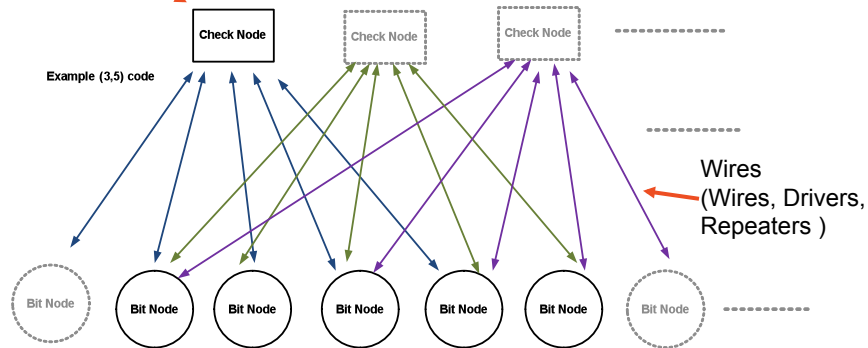 Check Node
Check Node
Check Node
Example (3,5) code
Wires
(Wires, Drivers,
Repeaters )
Bit Node
Bit Node
Bit Node
Bit Node
Bit Node
Bit Node
Bit Node